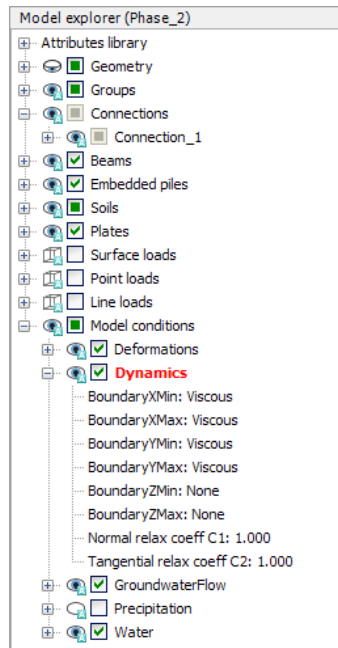 Model explorer (Phase_2)
Attributes library
Geometry
Groups
Connections
Connection_1
Beams
Embedded piles
Soils
Plates
Surface loads
Point loads
Line loads
Model conditions
Deformations
Dynamics
BoundaryXMin: Viscous
BoundaryXMax: Viscous
BoundaryYMin: Viscous
BoundaryYMax: Viscous
BoundaryZMin: None
BoundaryZMax: None
Normal relax coeff C1: 1.000
Tangential relax coeff C2: 1.000
GroundwaterFlow
Precipitation
Water